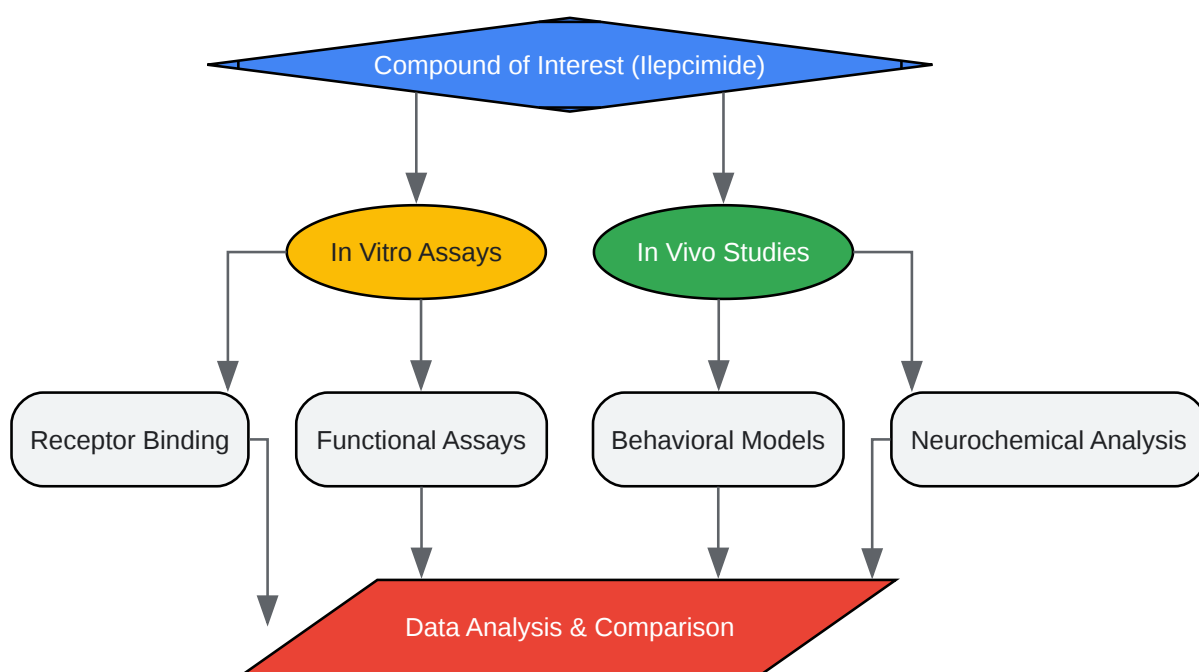 Compound of Interest (Ilepcimide)
In Vitro Assays
In Vivo Studies
Receptor Binding
Functional Assays
Behavioral Models
Neurochemical Analysis
Data Analysis & Comparison